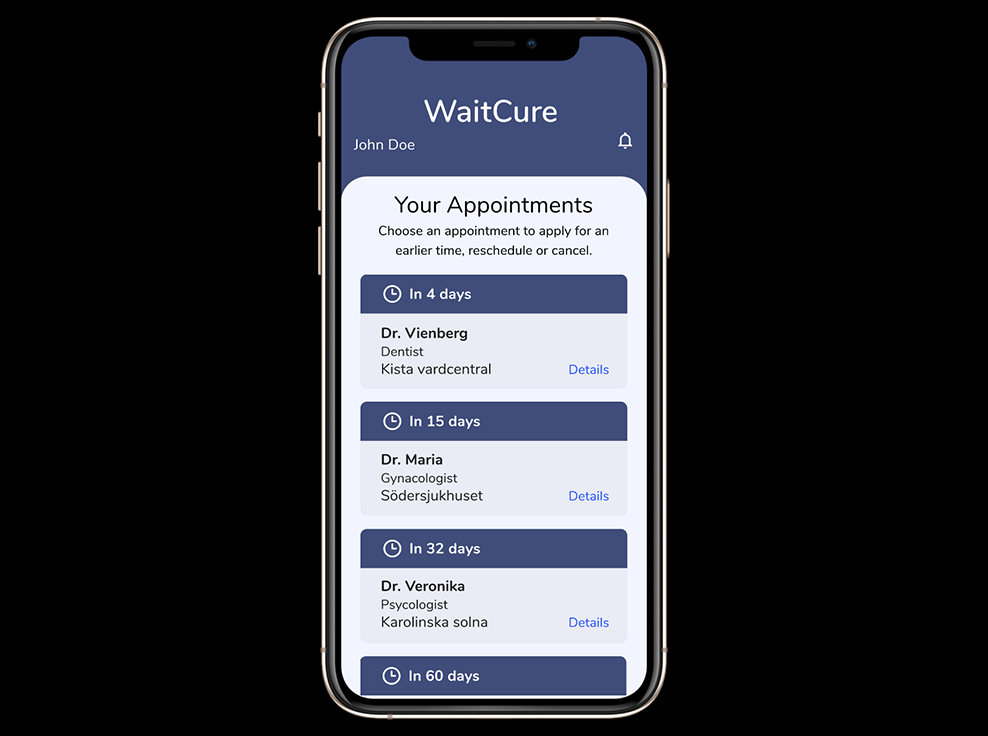 WaitCure
John Doe
Your Appointments
Choose an appointment to apply for an
earlier time, reschedule or cancel.
In 4 days
Dr. Vienberg
Dentist
Kista vardcentral
Details
In 15 days
Dr. Maria
Gynacologist
Södersjukhuset
Details
In 32 days
Dr. Veronika
Psycologist
Karolinska solna
Details
In 60 days